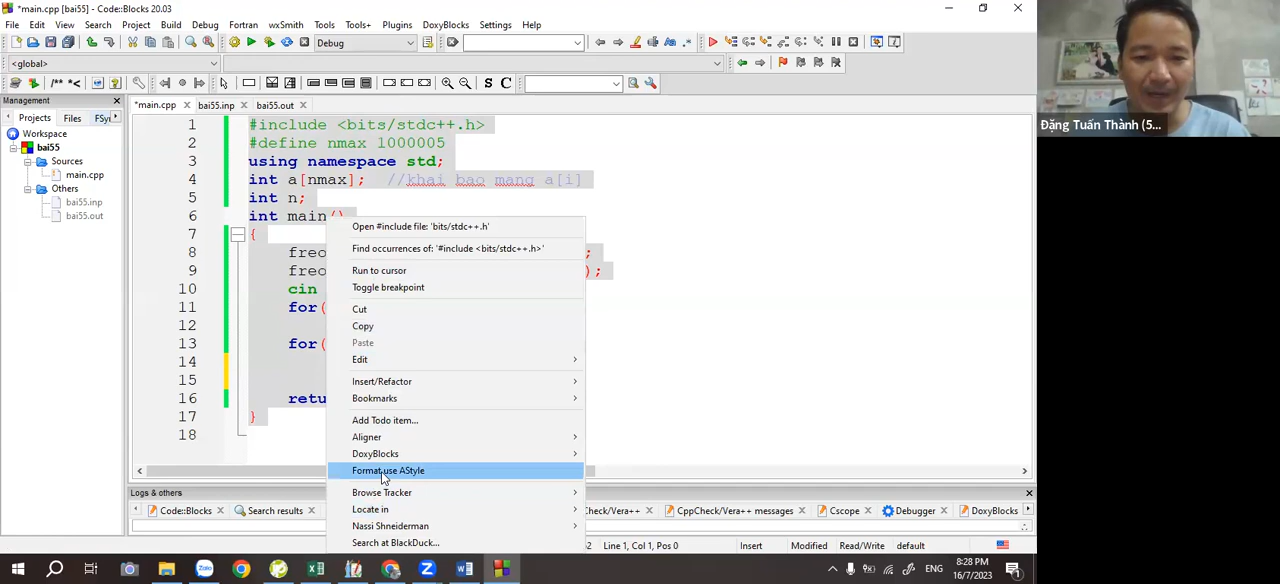 *main.cpp [bai55] - Code::Blocks 20.03
File Edit View Search Project Build Debug Fortran wxSmith Tools Tools+ Plugins DoxyBlocks Settings Help
Debug
<global>
/** *<
S C
Management
Projects Files FSy
*main.cpp bai55.inp bai55.out
Workspace
bai55
Sources
main.cpp
Others
bai55.inp
bai55.out
1 #include <bits/stdc++.h>
2 #define nmax 1000005
3 using namespace std;
4 int a[nmax]; //khai bao mang a[i]
5 int n;
6 int main()
7 {
8 freo ;
9 freo );
10 cin
11 for(
12
13 for(
14
15
16 retu
17 }
18
Open #include file: 'bits/stdc++.h'
Find occurrences of: '#include <bits/stdc++.h>'
Run to cursor
Toggle breakpoint
Cut
Copy
Paste
Edit
Insert/Refactor
Bookmarks
Add Todo item...
Aligner
DoxyBlocks
Format use AStyle
Browse Tracker
Locate in
Nassi Shneiderman
Search at BlackDuck...
Logs & others
Code::Blocks Search results Check/Vera++ CppCheck/Vera++ messages Cscope Debugger DoxyBlocks
Line 1, Col 1, Pos 0 Insert Modified Read/Write default
ENG
8:28 PM
16/7/2023
Đặng Tuấn Thành (5...